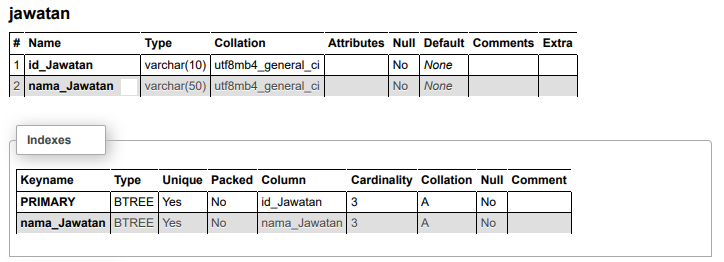 jawatan
# Name Type Collation Attributes Null Default Comments Extra
1 id_Jawatan varchar(10) utf8mb4_general_ci No None
2 nama_Jawatan varchar(50) utf8mb4_general_ci No None
Indexes
Keyname Type Unique Packed Column Cardinality Collation Null Comment
PRIMARY BTREE Yes No id_Jawatan 3 A No
nama_Jawatan BTREE Yes No nama_Jawatan 3 A No